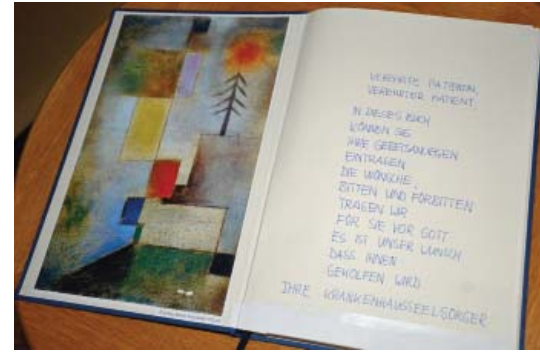 VEREHRTE PATIENTIN,
VEREHRTER PATIENT.
IN DIESES BUCH
KÖNNEN SIE
IHRE GEBETSANLIEGEN
EINTRAGEN
DIE WÜNSCHE,
BITTEN UND FÜRBITTEN
TRAGEN WIR
FÜR SIE VOR GOTT.
ES IST UNSER WUNSCH
DASS IHNEN
GEHOLFEN WIRD
IHRE KRANKENHAUSSEELSORGER